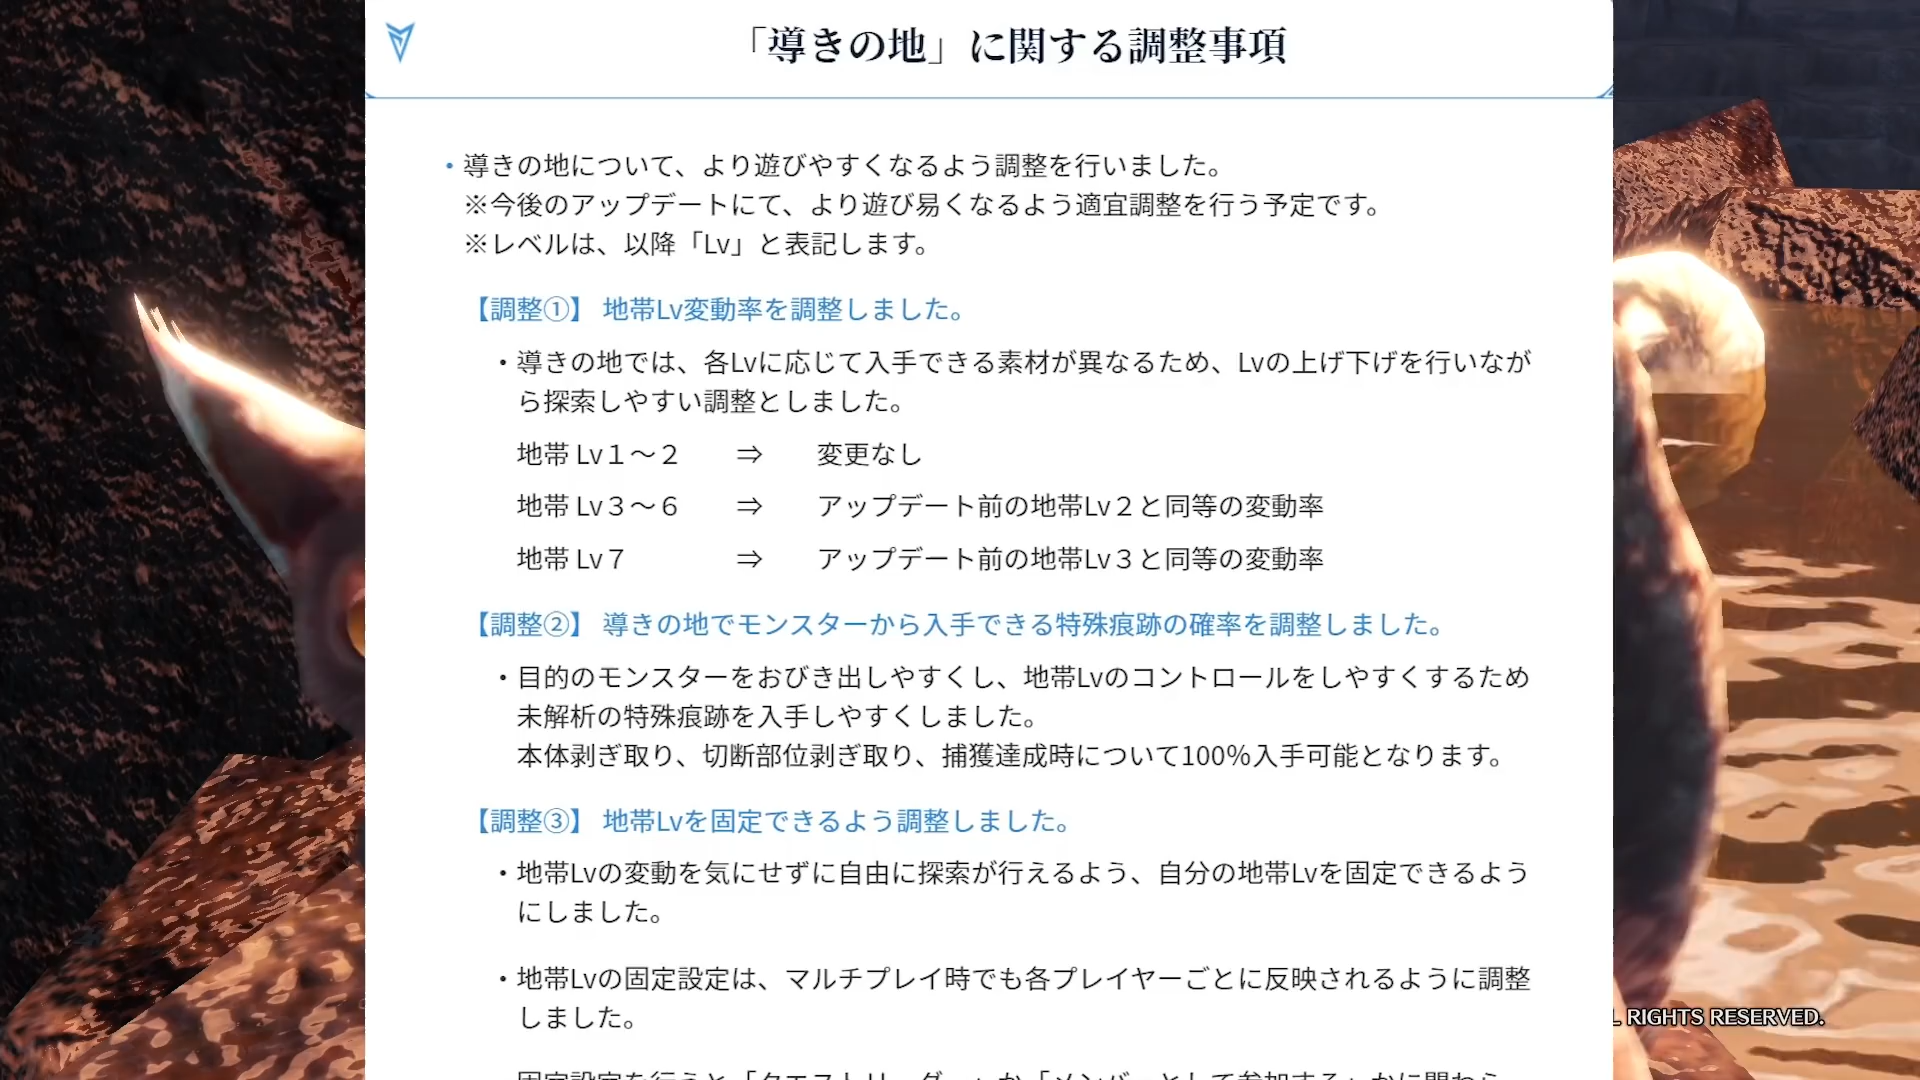 「導きの地」に関する調整事項
・導きの地について、より遊びやすくなるよう調整を行いました。
※今後のアップデートにて、より遊び易くなるよう適宜調整を行う予定です。
※レベルは、以降「Lv」と表記します。
【調整①】 地帯Lv変動率を調整しました。
・導きの地では、各Lvに応じて入手できる素材が異なるため、Lvの上げ下げを行いなが
ら探索しやすい調整としました。
地帯 Lv１～２ ⇒ 変更なし
地帯 Lv３～６ ⇒ アップデート前の地帯Lv２と同等の変動率
地帯 Lv７ ⇒ アップデート前の地帯Lv３と同等の変動率
【調整②】 導きの地でモンスターから入手できる特殊痕跡の確率を調整しました。
・目的のモンスターをおびき出しやすくし、地帯Lvのコントロールをしやすくするため
未解析の特殊痕跡を入手しやすくしました。
本体剥ぎ取り、切断部位剥ぎ取り、捕獲達成時について100%入手可能となります。
【調整③】 地帯Lvを固定できるよう調整しました。
・地帯Lvの変動を気にせずに自由に探索が行えるよう、自分の地帯Lvを固定できるよう
にしました。
・地帯Lvの固定設定は、マルチプレイ時でも各プレイヤーごとに反映されるように調整
しました。
RIGHTS RESERVED.